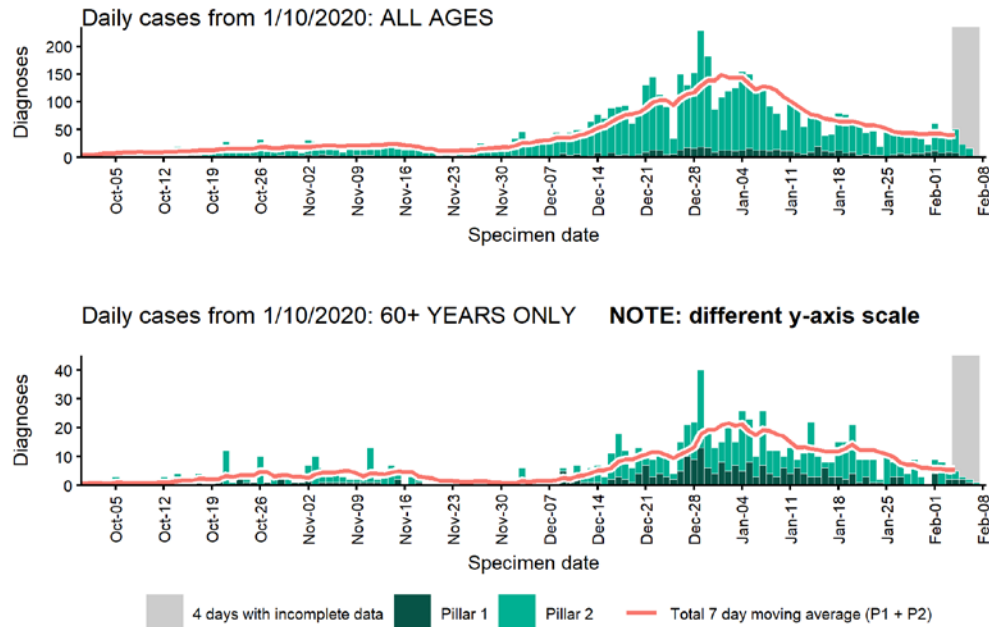 Daily cases from 1/10/2020: ALL AGES
Diagnoses
200
150
100
50
0
Oct-05
Oct-12
Oct-19
Oct-26
Nov-02
Nov-09
Nov-16
Nov-23
Nov-30
Dec-07
Dec-14
Dec-21
Dec-28
Jan-04
Jan-11
Jan-18
Jan-25
Feb-01
Feb-08
Specimen date
Daily cases from 1/10/2020: 60+ YEARS ONLY NOTE: different y-axis scale
Diagnoses
40
30
20
10
0
Oct-05
Oct-12
Oct-19
Oct-26
Nov-02
Nov-09
Nov-16
Nov-23
Nov-30
Dec-07
Dec-14
Dec-21
Dec-28
Jan-04
Jan-11
Jan-18
Jan-25
Feb-01
Feb-08
Specimen date
4 days with incomplete data Pillar 1 Pillar 2 Total 7 day moving average (P1 + P2)